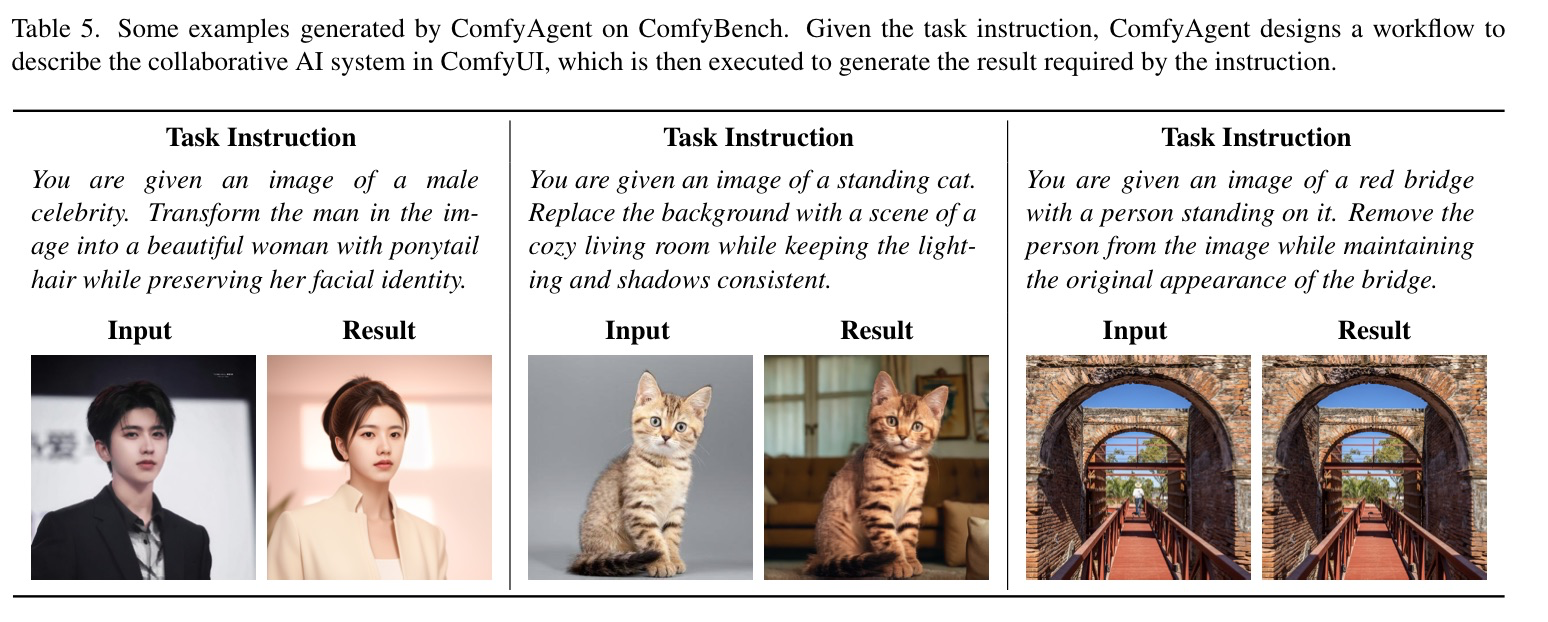 Table 5. Some examples generated by ComfyAgent on ComfyBench. Given the task instruction, ComfyAgent designs a workflow to
describe the collaborative AI system in ComfyUI, which is then executed to generate the result required by the instruction.
Task Instruction
You are given an image of a male
celebrity. Transform the man in the im-
age into a beautiful woman with ponytail
hair while preserving her facial identity.
Input
Result
Task Instruction
You are given an image of a standing cat.
Replace the background with a scene of a
cozy living room while keeping the light-
ing and shadows consistent.
Input
Result
Task Instruction
You are given an image of a red bridge
with a person standing on it. Remove the
person from the image while maintaining
the original appearance of the bridge.
Input
Result